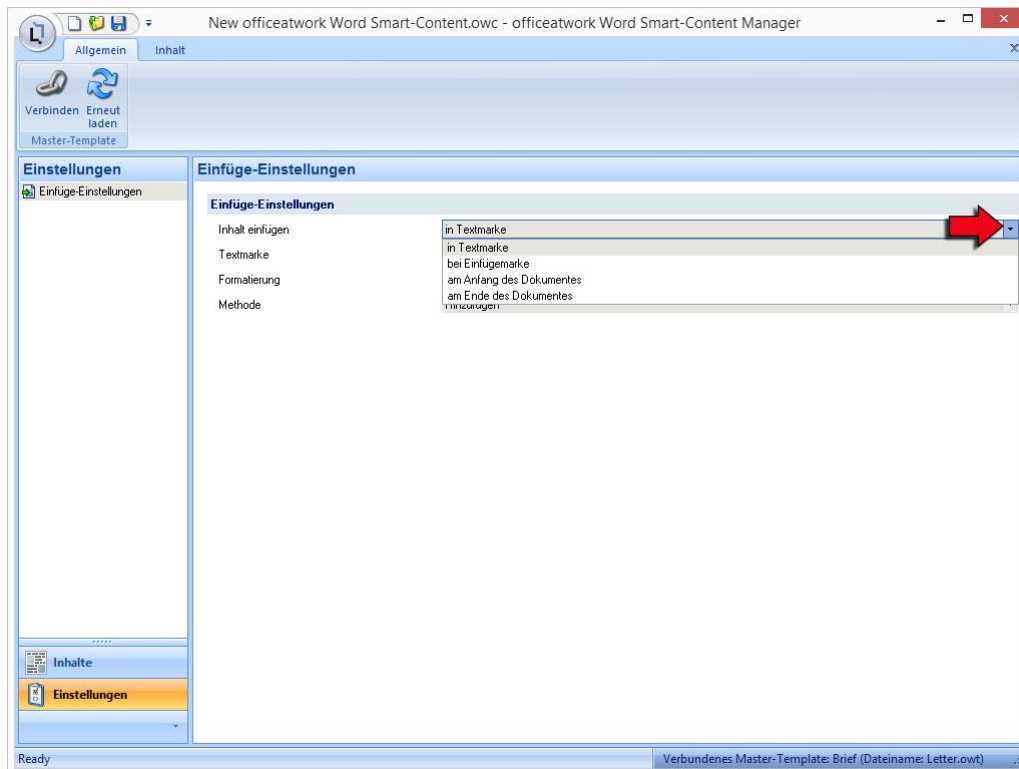 New officeatwork Word Smart-Content.owc - officeatwork Word Smart-Content Manager
Allgemein Inhalt
Verbinden Erneut
laden
Master-Template
Einstellungen
Einfüge-Einstellungen
Einfüge-Einstellungen
Einfüge-Einstellungen
Inhalt einfügen in Textmarke
in Textmarke
Textmarke
bei Einfügemarke
Formatierung am Anfang des Dokumentes
am Ende des Dokumentes
Methode Hinzufügen
Inhalte
Einstellungen
Ready Verbundenes Master-Template: Brief (Dateiname: Letter.owt)